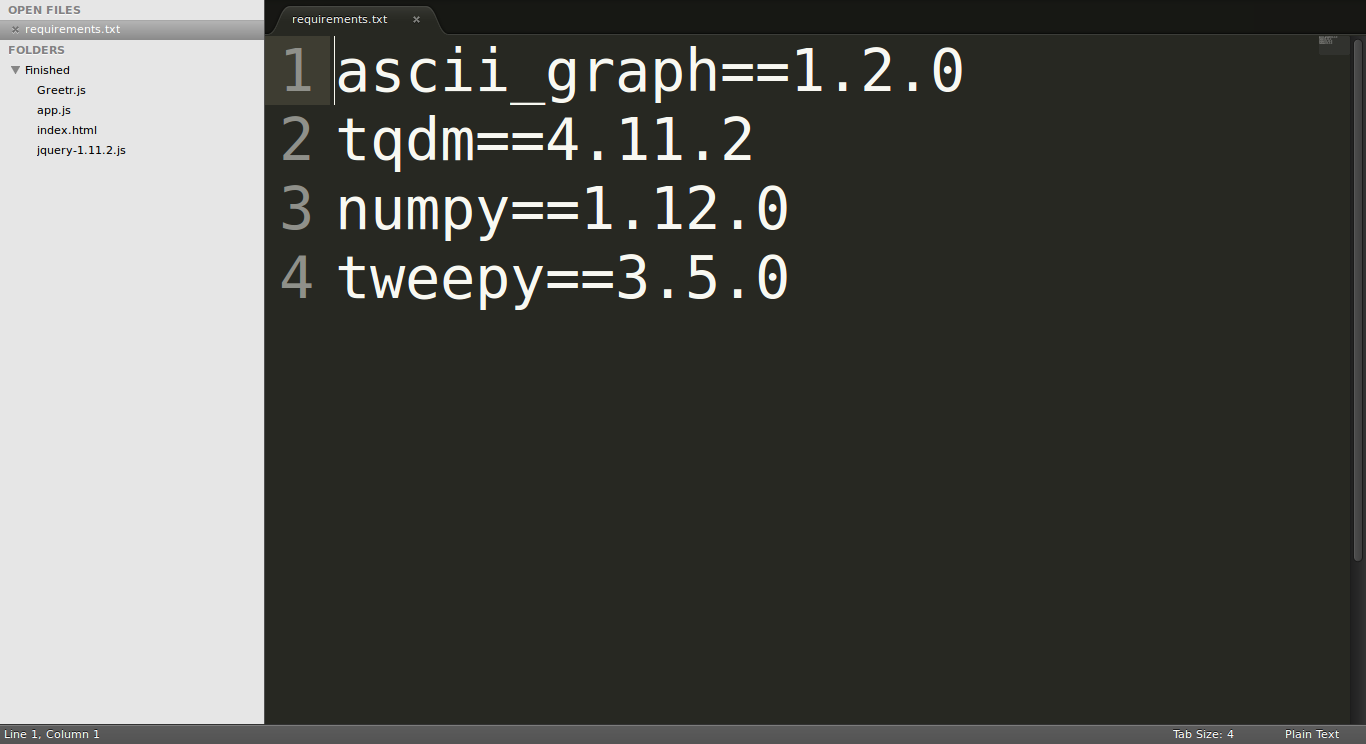 OPEN FILES
× requirements.txt
FOLDERS
Finished
Greetr.js
app.js
index.html
jquery-1.11.2.js
requirements.txt ×
1 ascii_graph==1.2.0
2 tqdm==4.11.2
3 numpy==1.12.0
4 tweepy==3.5.0
Line 1, Column 1
Tab Size: 4
Plain Text